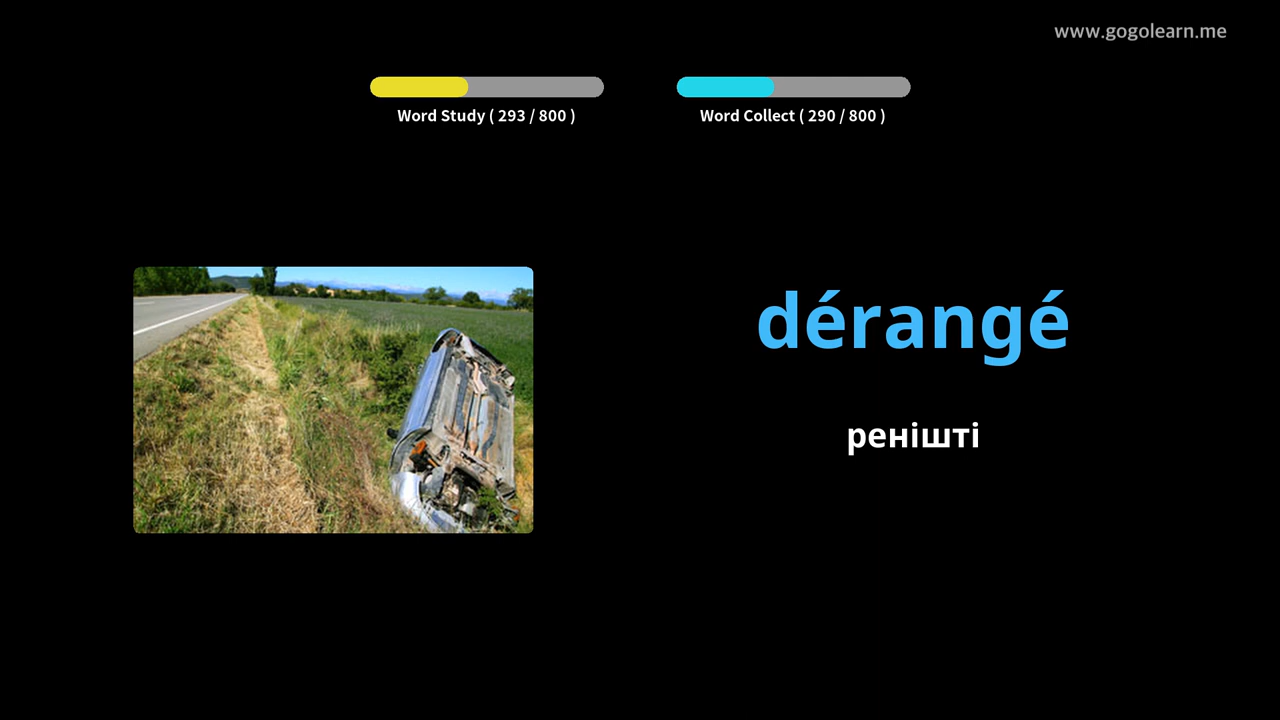 www.gogolearn.me
Word Study ( 293 / 800 )
Word Collect ( 290 / 800 )
dérangé
ренішті